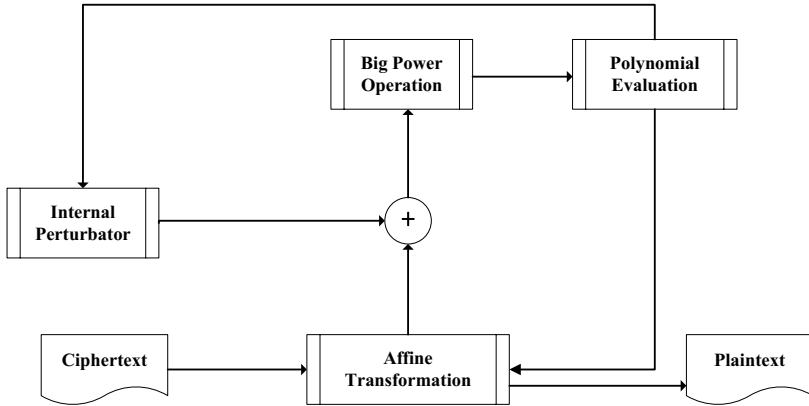 Big Power
Operation
Polynomial
Evaluation
Internal
Perturbator
+
Ciphertext
Affine
Transformation
Plaintext